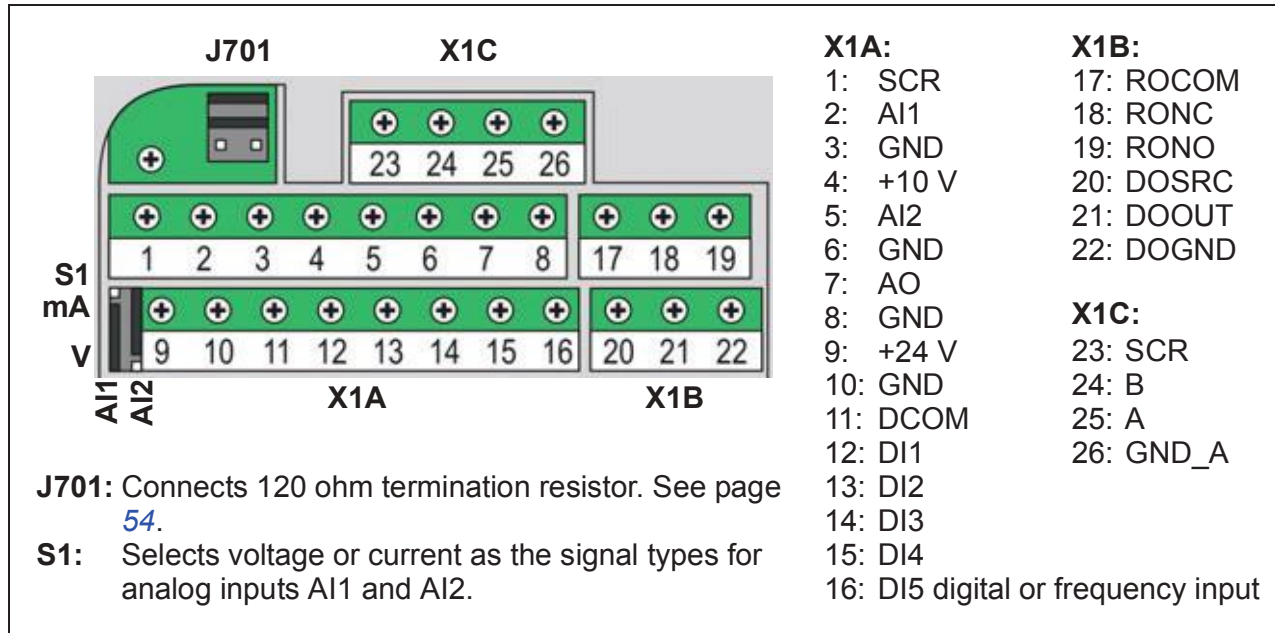 J701 X1C
23 24 25 26
1 2 3 4 5 6 7 8 17 18 19
S1
mA
V
9 10 11 12 13 14 15 16 20 21 22
AI1
AI2
X1A X1B
J701: Connects 120 ohm termination resistor. See page
54.
S1: Selects voltage or current as the signal types for
analog inputs AI1 and AI2.
X1A:
1: SCR
2: AI1
3: GND
4: +10 V
5: AI2
6: GND
7: AO
8: GND
9: +24 V
10: GND
11: DCOM
12: DI1
13: DI2
14: DI3
15: DI4
16: DI5 digital or frequency input
X1B:
17: ROCOM
18: RONC
19: RONO
20: DOSRC
21: DOOUT
22: DOGND
X1C:
23: SCR
24: B
25: A
26: GND_A